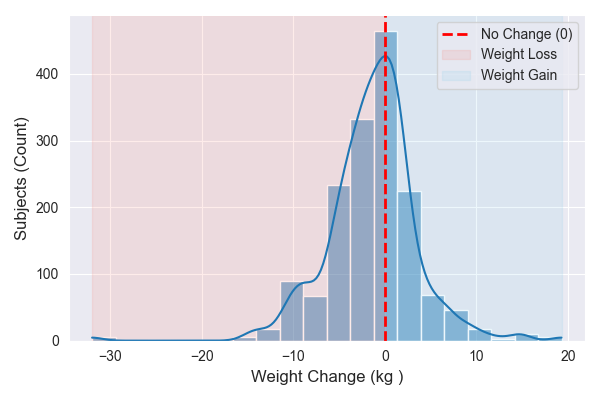 No Change (0)
Weight Loss
Weight Gain
400
300
200
100
0
−30
−20
−10
0
10
20
Subjects (Count)
Weight Change (kg )